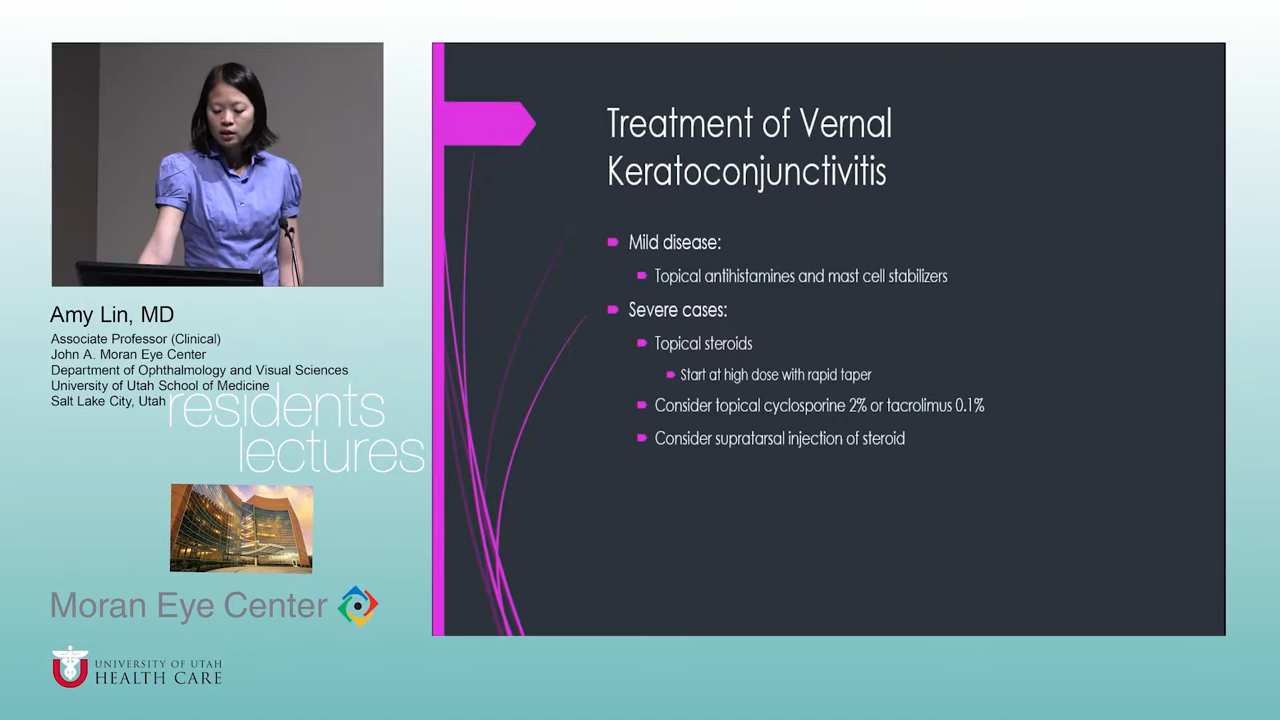 Amy Lin, MD
Associate Professor (Clinical)
John A. Moran Eye Center
Department of Ophthalmology and Visual Sciences
University of Utah School of Medicine
Salt Lake City, Utah
residents
lectures
Moran Eye Center
UNIVERSITY OF UTAH
HEALTH CARE
Treatment of Vernal
Keratoconjunctivitis
Mild disease:
Topical antihistamines and mast cell stabilizers
Severe cases:
Topical steroids
Start at high dose with rapid taper
Consider topical cyclosporine 2% or tacrolimus 0.1%
Consider supratarsal injection of steroid